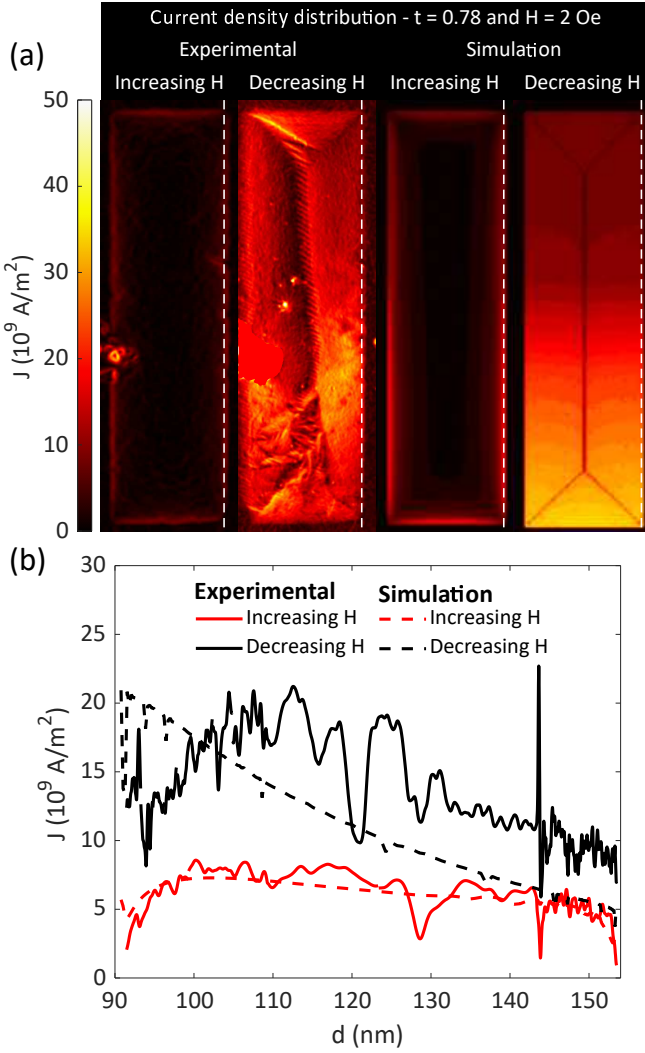 Current density distribution - t = 0.78 and H = 2 Oe
Experimental Simulation
(a)
Increasing H Decreasing H Increasing H Decreasing H
50
40
30
20
10
0
J (10⁹ A/m²)
(b)
30
25
20
15
10
5
0
J (10⁹ A/m²)
Experimental Simulation
Increasing H Increasing H
Decreasing H Decreasing H
90 100 110 120 130 140 150
d (nm)